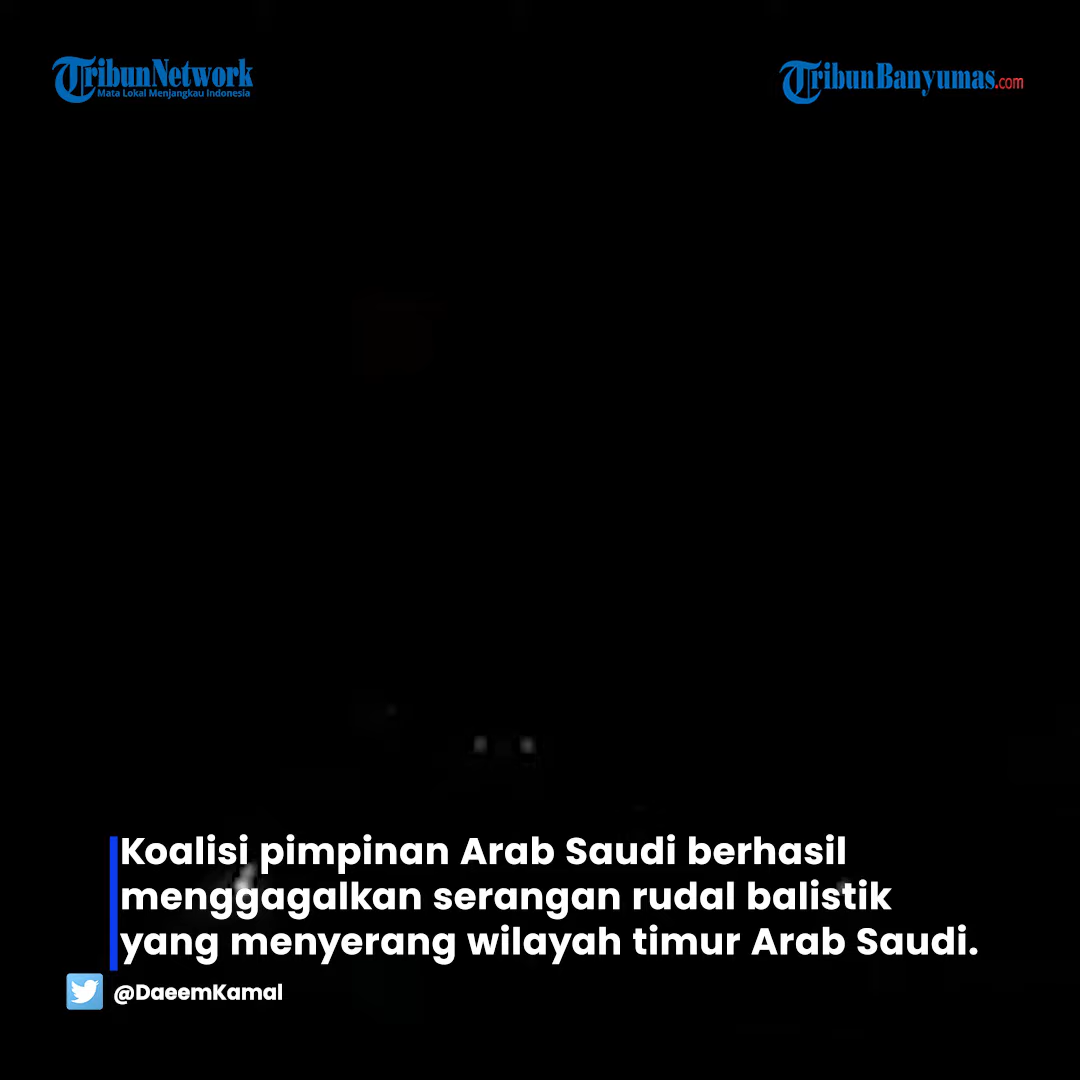 TribunNetwork
Mata Lokal Menjangkau Indonesia
TribunBanyumas.com
Koalisi pimpinan Arab Saudi berhasil
menggagalkan serangan rudal balistik
yang menyerang wilayah timur Arab Saudi.
@DaeemKamal